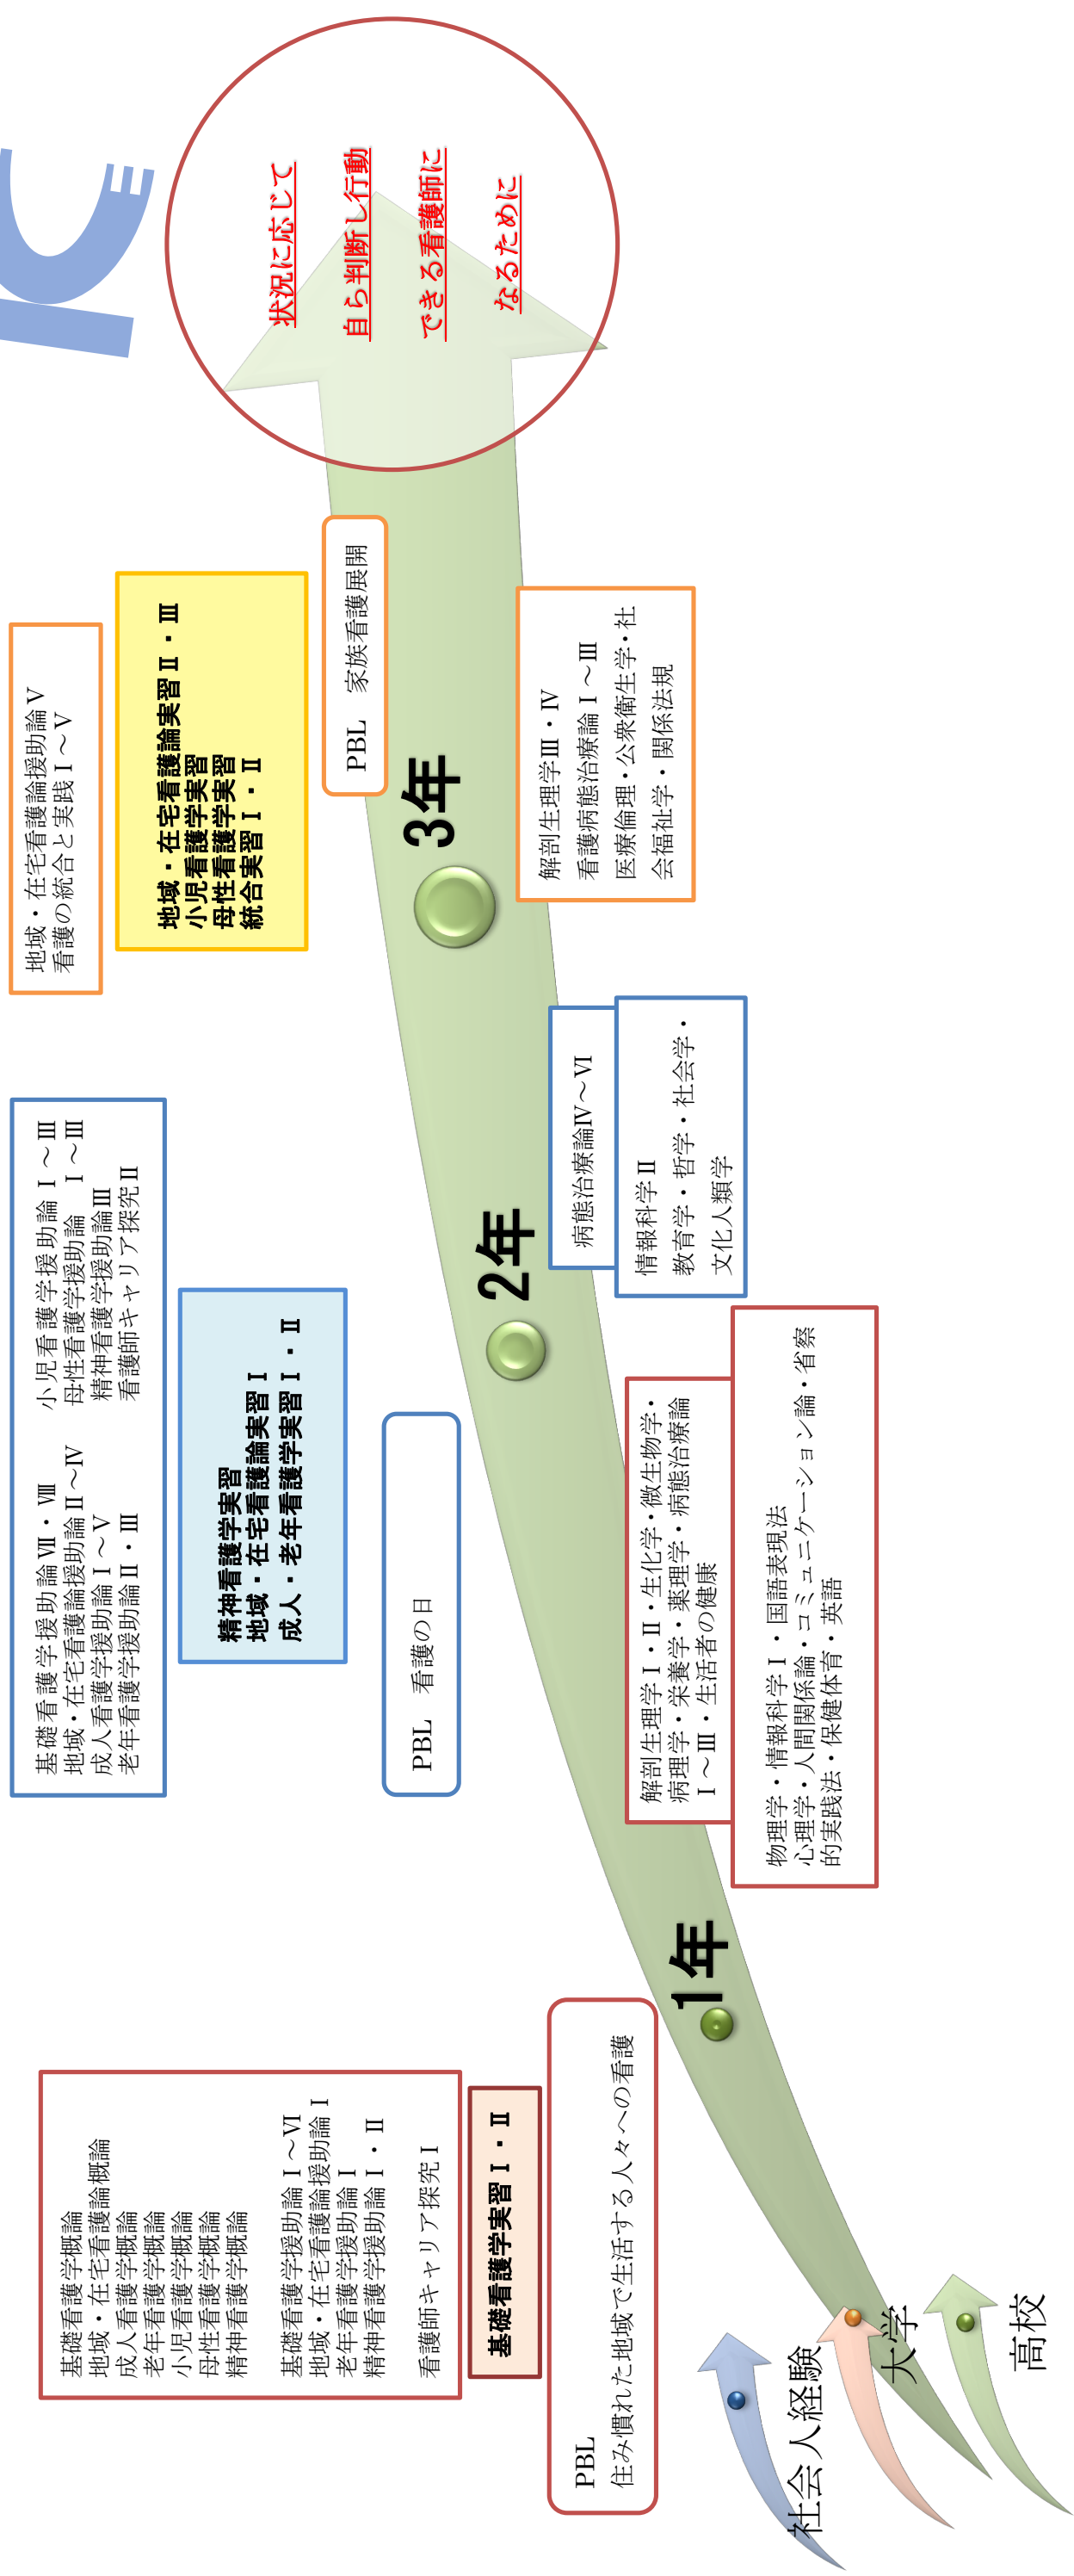 状況に応じて
自ら判断し行動
できる看護師に
なるために
地域・在宅看護論援助論Ⅴ
看護の統合と実践Ⅰ～Ⅴ
地域・在宅看護論実習Ⅱ・Ⅲ
小児看護学実習
母性看護学実習
統合実習Ⅰ・Ⅱ
PBL 家族看護展開
3年
解剖生理学Ⅲ・Ⅳ
看護病態治療論Ⅰ～Ⅲ
医療倫理・公衆衛生学・社
会福祉学・関係法規
基礎看護学援助論Ⅶ・Ⅷ
地域・在宅看護論援助論Ⅱ～Ⅳ
成人看護学援助論Ⅰ～Ⅴ
老年看護学援助論Ⅱ・Ⅲ
小児看護学援助論Ⅰ～Ⅲ
母性看護学援助論 Ⅰ～Ⅲ
精神看護学援助論Ⅲ
看護師キャリア探究Ⅱ
精神看護学実習
地域・在宅看護論実習Ⅰ
成人・老年看護学実習Ⅰ・Ⅱ
PBL 看護の日
2年
病態治療論Ⅳ～Ⅵ
情報科学Ⅱ
教育学・哲学・社会学・
文化人類学
基礎看護学概論
地域・在宅看護論概論
成人看護学概論
老年看護学概論
小児看護学概論
母性看護学概論
精神看護学概論
基礎看護学援助論Ⅰ～Ⅵ
地域・在宅看護論援助論Ⅰ
老年看護学援助論Ⅰ
精神看護学援助論Ⅰ・Ⅱ
看護師キャリア探究Ⅰ
基礎看護学実習Ⅰ・Ⅱ
PBL
住み慣れた地域で生活する人々への看護
1年
解剖生理学Ⅰ・Ⅱ・生化学・微生物学・
病理学・栄養学・薬理学・病態治療論
Ⅰ～Ⅲ・生活者の健康
物理学・情報科学Ⅰ・国語表現法
心理学・人間関係論・コミュニケーション論・省察
的実践法・保健体育・英語
社会人経験
大学
高校